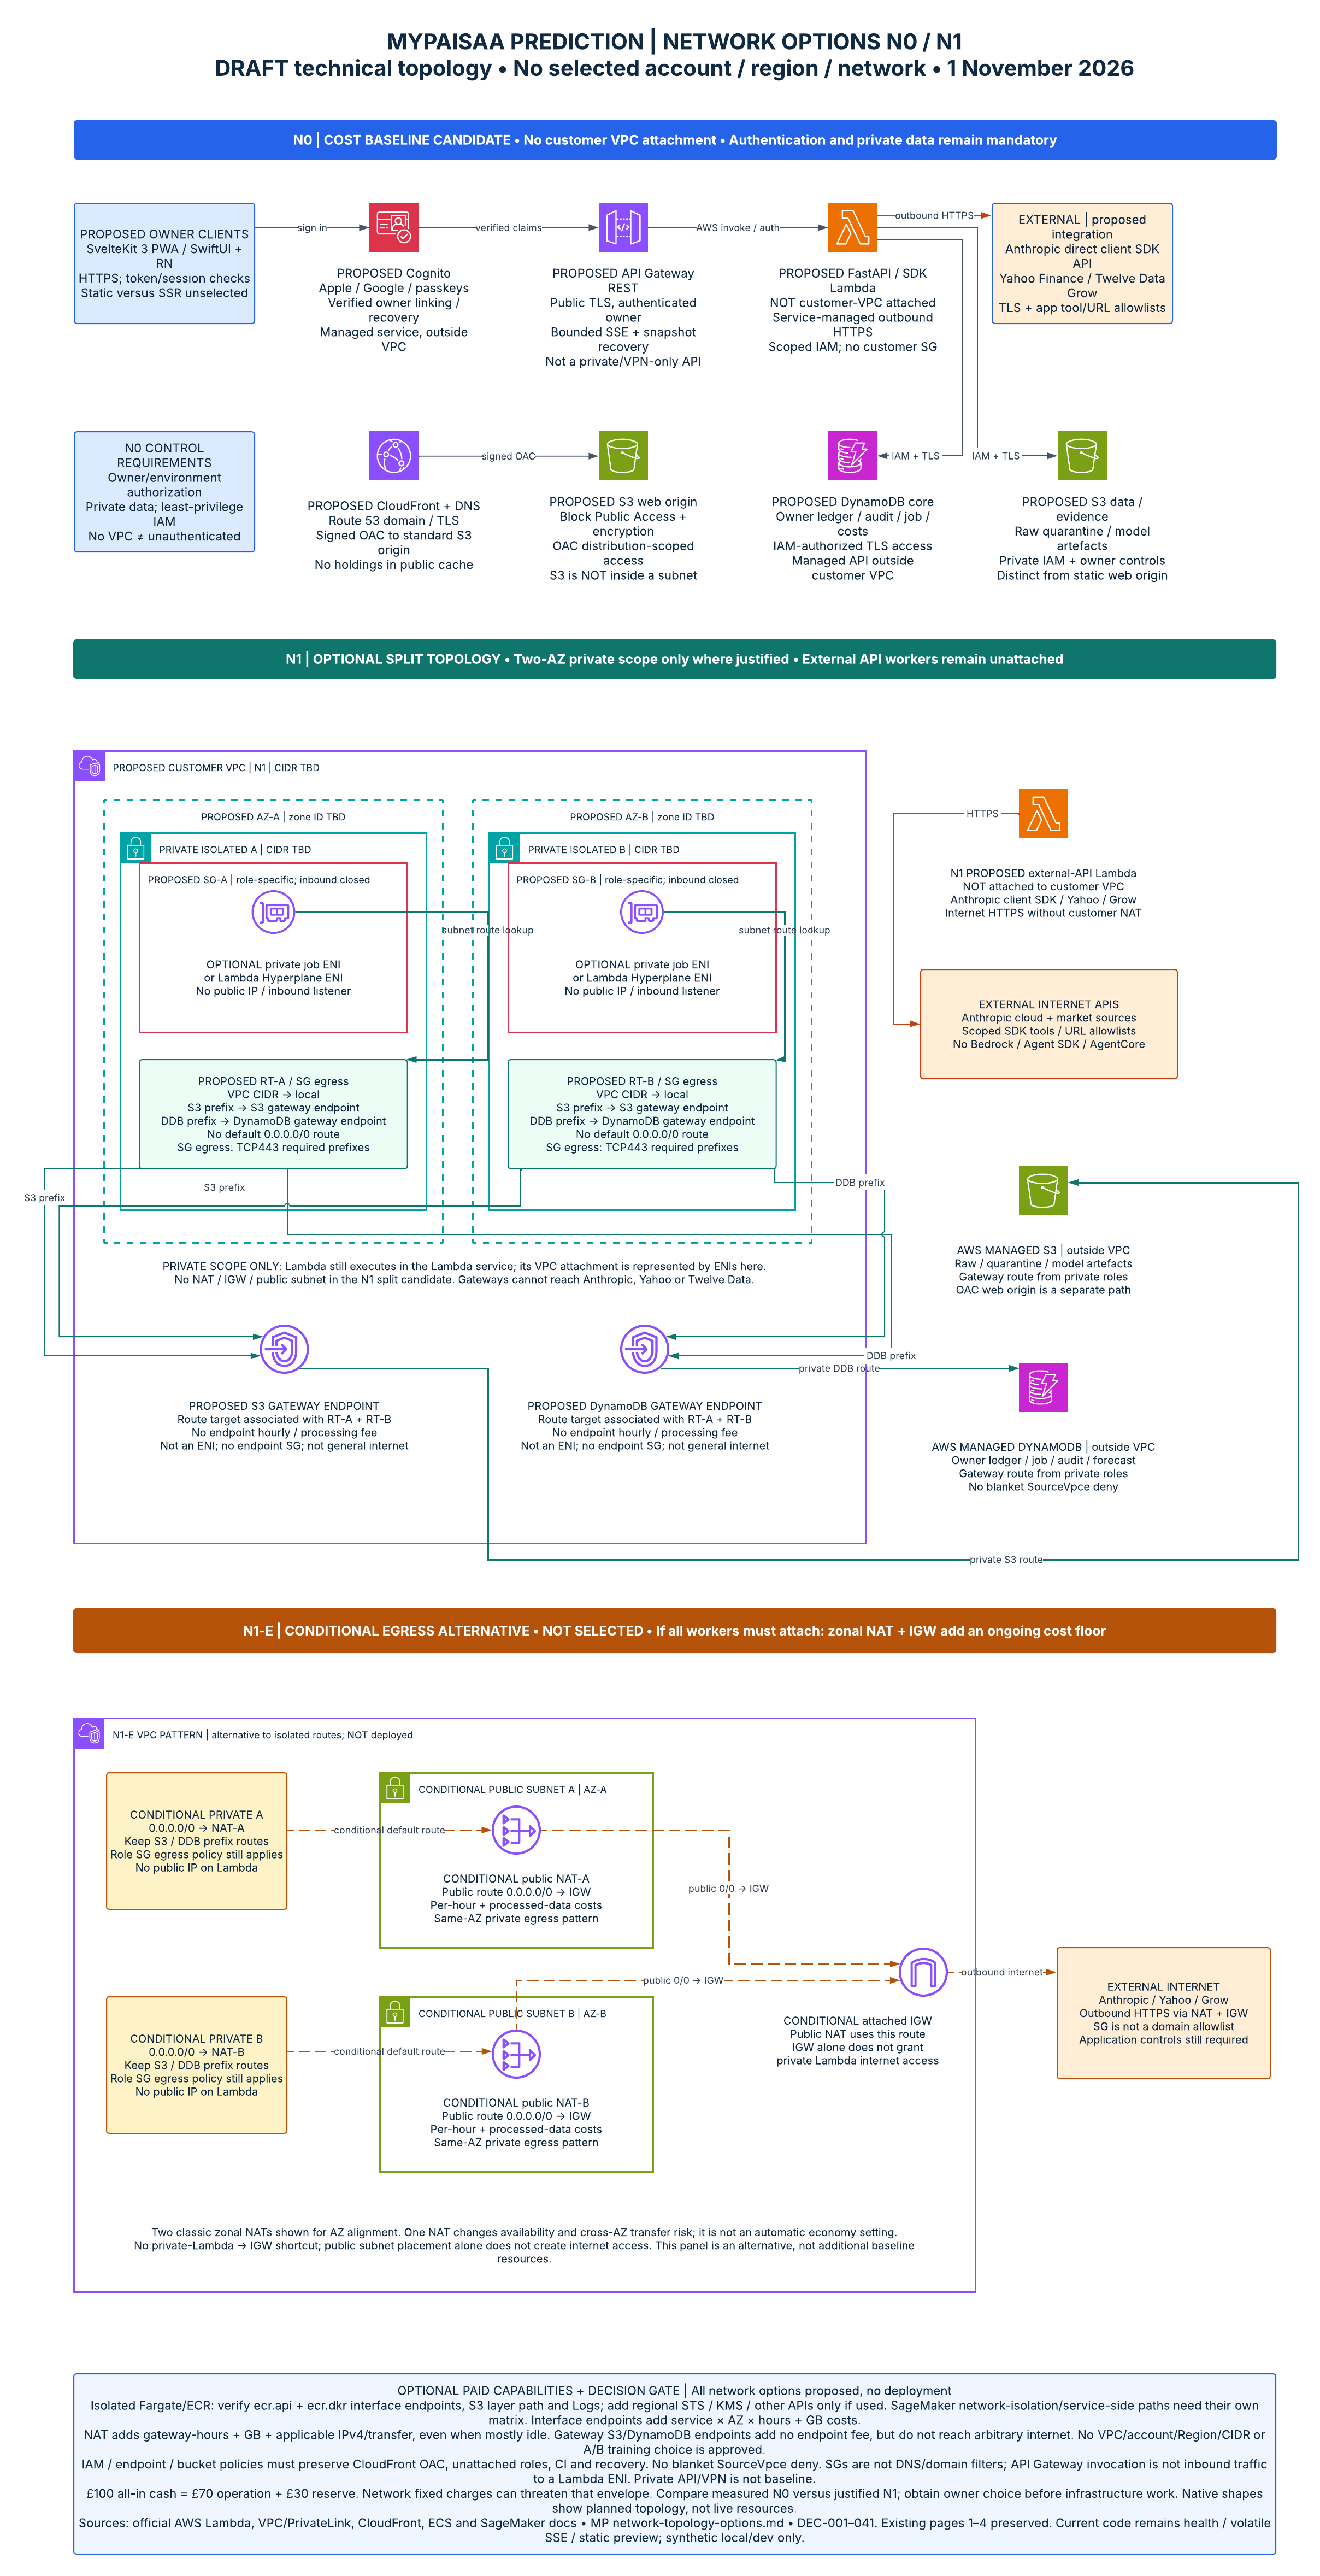 MYPAISAA PREDICTION | NETWORK OPTIONS N0 / N1
DRAFT technical topology • No selected account / region / network • 1 November 2026
N0 | COST BASELINE CANDIDATE • No customer VPC attachment • Authentication and private data remain mandatory
PROPOSED OWNER CLIENTS
SvelteKit 3 PWA / SwiftUI +
RN
HTTPS; token/session checks
Static versus SSR unselected
sign in
PROPOSED Cognito
Apple / Google / passkeys
Verified owner linking /
recovery
Managed service, outside
VPC
verified claims
PROPOSED API Gateway
REST
Public TLS, authenticated
owner
Bounded SSE + snapshot
recovery
Not a private/VPN-only API
AWS invoke / auth
PROPOSED FastAPI / SDK
Lambda
NOT customer-VPC attached
Service-managed outbound
HTTPS
Scoped IAM; no customer SG
outbound HTTPS
EXTERNAL | proposed
integration
Anthropic direct client SDK
API
Yahoo Finance / Twelve Data
Grow
TLS + app tool/URL allowlists
N0 CONTROL
REQUIREMENTS
Owner/environment
authorization
Private data; least-privilege
IAM
No VPC ≠ unauthenticated
PROPOSED CloudFront + DNS
Route 53 domain / TLS
Signed OAC to standard S3
origin
No holdings in public cache
signed OAC
PROPOSED S3 web origin
Block Public Access +
encryption
OAC distribution-scoped
access
S3 is NOT inside a subnet
IAM + TLS
PROPOSED DynamoDB core
Owner ledger / audit / job /
costs
IAM-authorized TLS access
Managed API outside
customer VPC
IAM + TLS
PROPOSED S3 data /
evidence
Raw quarantine / model
artefacts
Private IAM + owner controls
Distinct from static web origin
N1 | OPTIONAL SPLIT TOPOLOGY • Two-AZ private scope only where justified • External API workers remain unattached
PROPOSED CUSTOMER VPC | N1 | CIDR TBD
PROPOSED AZ-A | zone ID TBD
PRIVATE ISOLATED A | CIDR TBD
PROPOSED SG-A | role-specific; inbound closed
OPTIONAL private job ENI
or Lambda Hyperplane ENI
No public IP / inbound listener
subnet route lookup
PROPOSED RT-A / SG egress
VPC CIDR → local
S3 prefix → S3 gateway endpoint
DDB prefix → DynamoDB gateway endpoint
No default 0.0.0.0/0 route
SG egress: TCP443 required prefixes
PROPOSED AZ-B | zone ID TBD
PRIVATE ISOLATED B | CIDR TBD
PROPOSED SG-B | role-specific; inbound closed
OPTIONAL private job ENI
or Lambda Hyperplane ENI
No public IP / inbound listener
subnet route lookup
PROPOSED RT-B / SG egress
VPC CIDR → local
S3 prefix → S3 gateway endpoint
DDB prefix → DynamoDB gateway endpoint
No default 0.0.0.0/0 route
SG egress: TCP443 required prefixes
HTTPS
N1 PROPOSED external-API Lambda
NOT attached to customer VPC
Anthropic client SDK / Yahoo / Grow
Internet HTTPS without customer NAT
EXTERNAL INTERNET APIS
Anthropic cloud + market sources
Scoped SDK tools / URL allowlists
No Bedrock / Agent SDK / AgentCore
S3 prefix
S3 prefix
DDB prefix
AWS MANAGED S3 | outside VPC
Raw / quarantine / model artefacts
Gateway route from private roles
OAC web origin is a separate path
PRIVATE SCOPE ONLY: Lambda still executes in the Lambda service; its VPC attachment is represented by ENIs here.
No NAT / IGW / public subnet in the N1 split candidate. Gateways cannot reach Anthropic, Yahoo or Twelve Data.
DDB prefix
private DDB route
PROPOSED S3 GATEWAY ENDPOINT
Route target associated with RT-A + RT-B
No endpoint hourly / processing fee
Not an ENI; no endpoint SG; not general internet
PROPOSED DynamoDB GATEWAY ENDPOINT
Route target associated with RT-A + RT-B
No endpoint hourly / processing fee
Not an ENI; no endpoint SG; not general internet
AWS MANAGED DYNAMODB | outside VPC
Owner ledger / job / audit / forecast
Gateway route from private roles
No blanket SourceVpce deny
private S3 route
N1-E | CONDITIONAL EGRESS ALTERNATIVE • NOT SELECTED • If all workers must attach: zonal NAT + IGW add an ongoing cost floor
N1-E VPC PATTERN | alternative to isolated routes; NOT deployed
CONDITIONAL PRIVATE A
0.0.0.0/0 → NAT-A
Keep S3 / DDB prefix routes
Role SG egress policy still applies
No public IP on Lambda
conditional default route
CONDITIONAL PUBLIC SUBNET A | AZ-A
CONDITIONAL public NAT-A
Public route 0.0.0.0/0 → IGW
Per-hour + processed-data costs
Same-AZ private egress pattern
public 0/0 → IGW
public 0/0 → IGW
CONDITIONAL PRIVATE B
0.0.0.0/0 → NAT-B
Keep S3 / DDB prefix routes
Role SG egress policy still applies
No public IP on Lambda
conditional default route
CONDITIONAL PUBLIC SUBNET B | AZ-B
CONDITIONAL public NAT-B
Public route 0.0.0.0/0 → IGW
Per-hour + processed-data costs
Same-AZ private egress pattern
CONDITIONAL attached IGW
Public NAT uses this route
IGW alone does not grant
private Lambda internet access
outbound internet
EXTERNAL INTERNET
Anthropic / Yahoo / Grow
Outbound HTTPS via NAT + IGW
SG is not a domain allowlist
Application controls still required
Two classic zonal NATs shown for AZ alignment. One NAT changes availability and cross-AZ transfer risk; it is not an automatic economy setting.
No private-Lambda → IGW shortcut; public subnet placement alone does not create internet access. This panel is an alternative, not additional baseline
resources.
OPTIONAL PAID CAPABILITIES + DECISION GATE | All network options proposed, no deployment
Isolated Fargate/ECR: verify ecr.api + ecr.dkr interface endpoints, S3 layer path and Logs; add regional STS / KMS / other APIs only if used. SageMaker network-isolation/service-side paths need their own
matrix. Interface endpoints add service × AZ × hours + GB costs.
NAT adds gateway-hours + GB + applicable IPv4/transfer, even when mostly idle. Gateway S3/DynamoDB endpoints add no endpoint fee, but do not reach arbitrary internet. No VPC/account/Region/CIDR or
A/B training choice is approved.
IAM / endpoint / bucket policies must preserve CloudFront OAC, unattached roles, CI and recovery. No blanket SourceVpce deny. SGs are not DNS/domain filters; API Gateway invocation is not inbound traffic
to a Lambda ENI. Private API/VPN is not baseline.
£100 all-in cash = £70 operation + £30 reserve. Network fixed charges can threaten that envelope. Compare measured N0 versus justified N1; obtain owner choice before infrastructure work. Native shapes
show planned topology, not live resources.
Sources: official AWS Lambda, VPC/PrivateLink, CloudFront, ECS and SageMaker docs • MP network-topology-options.md • DEC-001–041. Existing pages 1–4 preserved. Current code remains health / volatile
SSE / static preview; synthetic local/dev only.